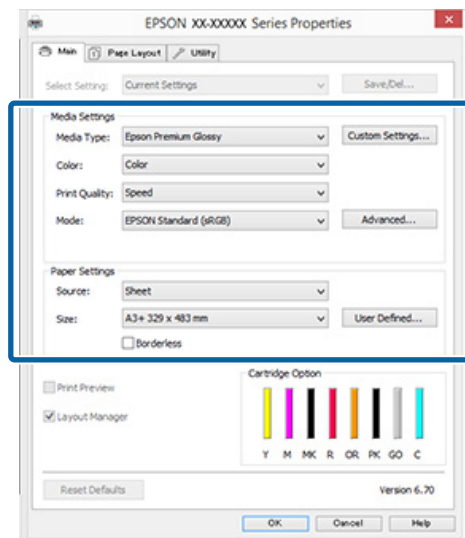 EPSON XX-XXXXX Series Properties
Main Page Layout Utility
Select Setting: Current Settings Save/Del...
Media Settings
Media Type: Epson Premium Glossy Custom Settings...
Color: Color
Print Quality: Speed
Mode: EPSON Standard (sRGB) Advanced...
Paper Settings
Source: Sheet
Size: A3+ 329 x 483 mm User Defined...
Borderless
Cartridge Option
Print Preview
Layout Manager
Y M MK R OR PK GO C
Reset Defaults Version 6.70
OK Cancel Help